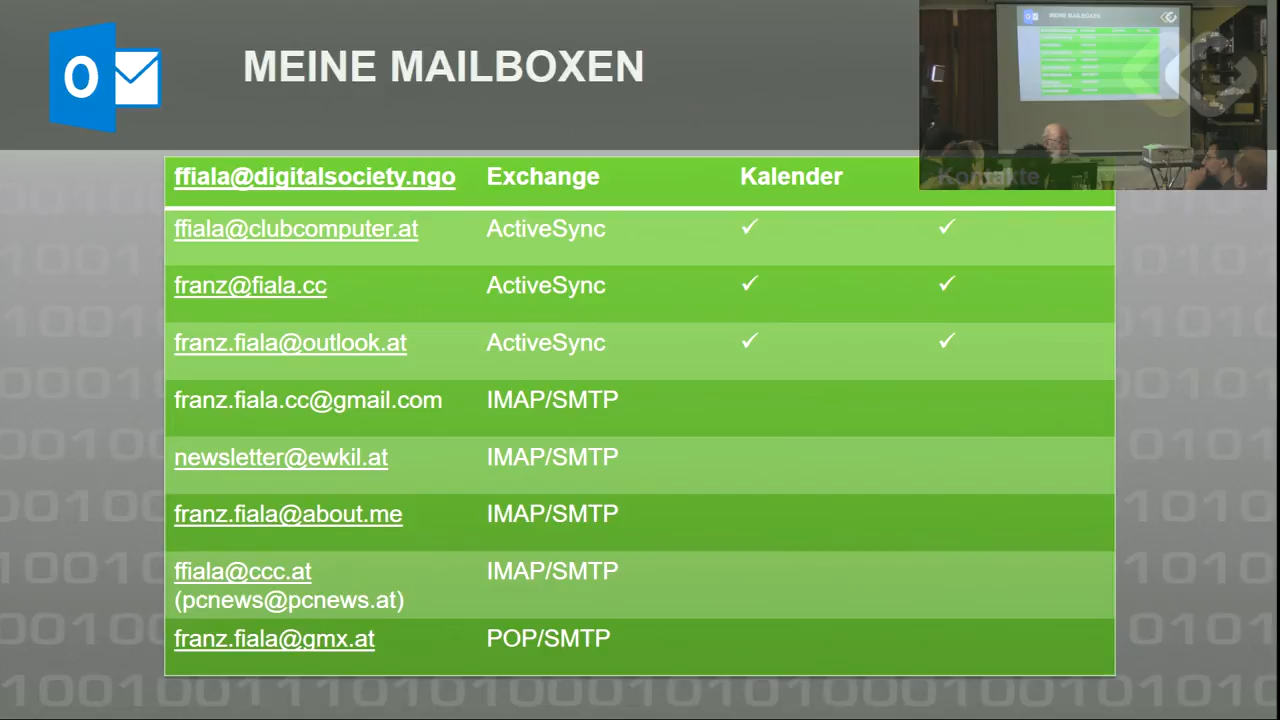 MEINE MAILBOXEN
ffiala@digitalsociety.ngo Exchange Kalender Kontakte
ffiala@clubcomputer.at ActiveSync ✓ ✓
franz@fiala.cc ActiveSync ✓ ✓
franz.fiala@outlook.at ActiveSync ✓ ✓
franz.fiala.cc@gmail.com IMAP/SMTP
newsletter@ewkil.at IMAP/SMTP
franz.fiala@about.me IMAP/SMTP
ffiala@ccc.at IMAP/SMTP
(pcnews@pcnews.at)
franz.fiala@gmx.at POP/SMTP